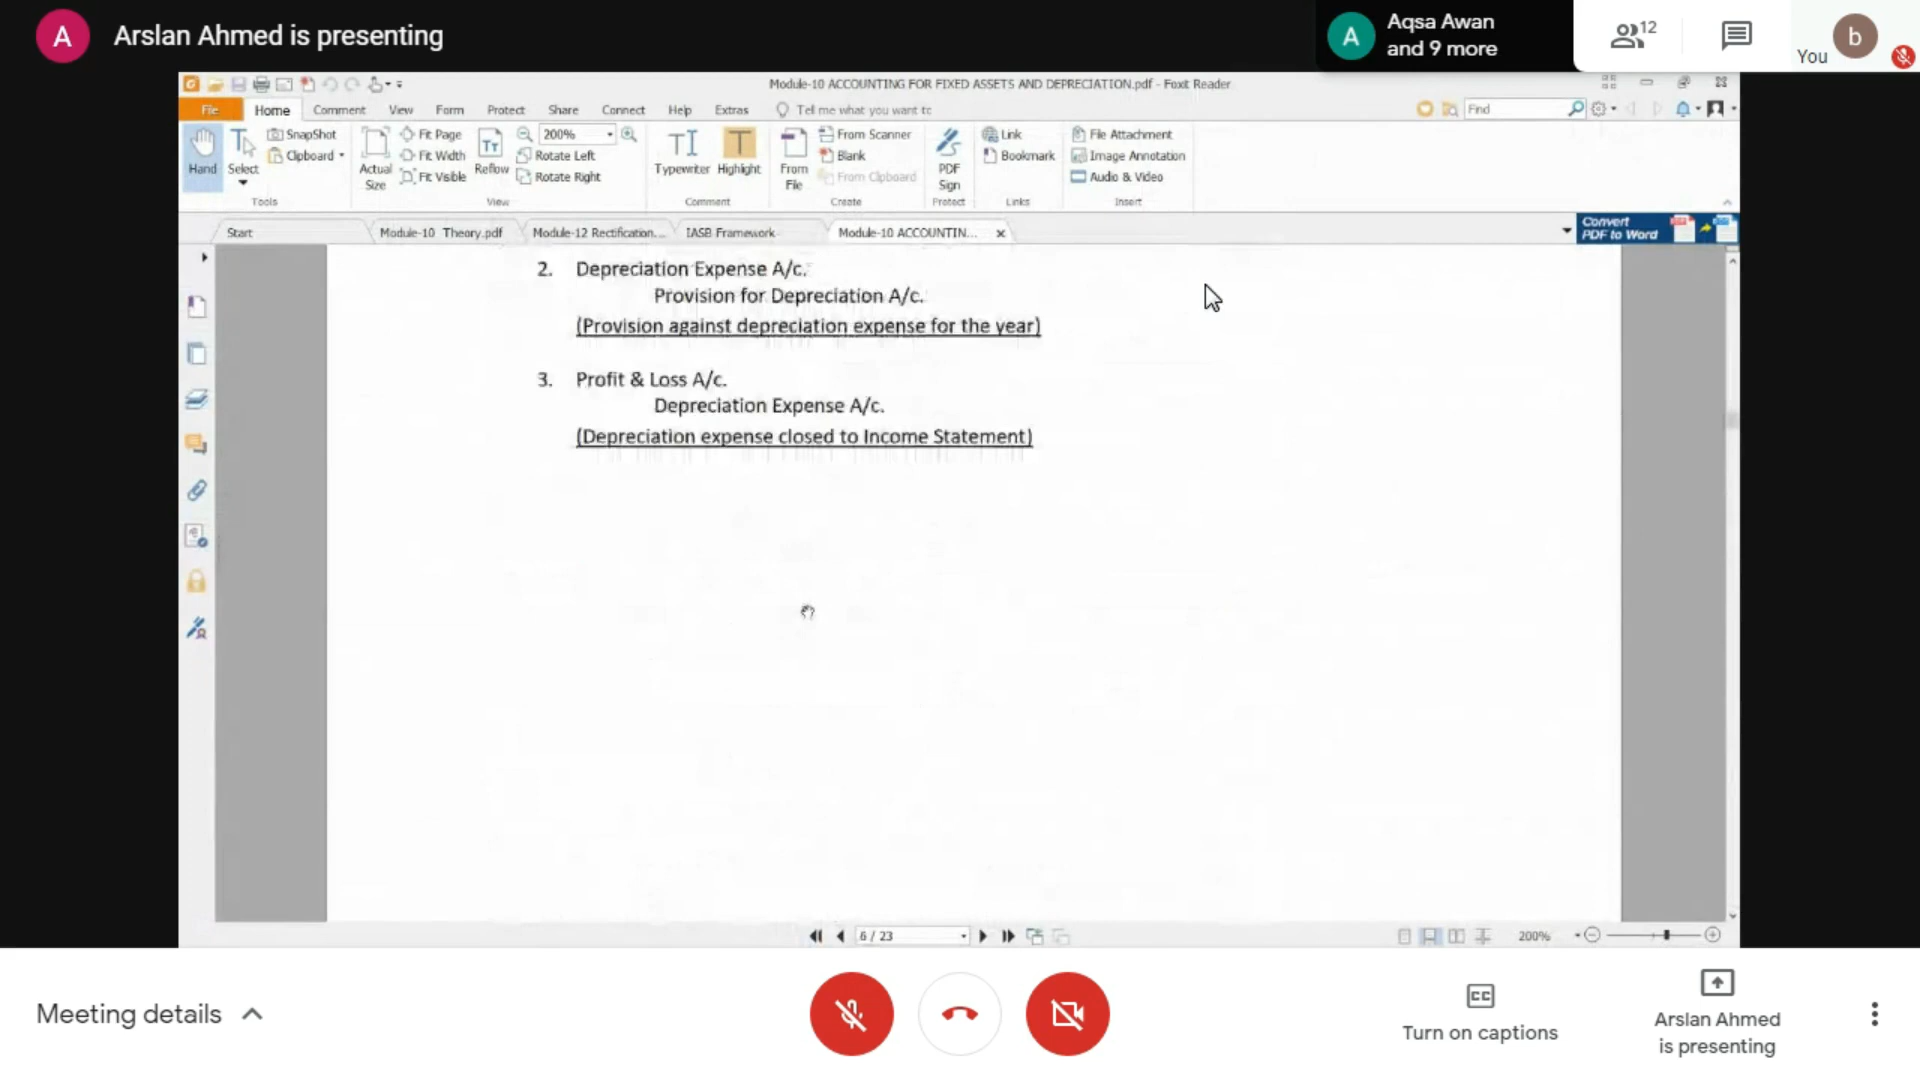 A Arslan Ahmed is presenting
A Aqsa Awan
and 9 more
12
You b
Module-10 ACCOUNTING FOR FIXED ASSETS AND DEPRECIATION.pdf - Foxit Reader
File Home Comment View Form Protect Share Connect Help Extras Tell me what you want tc Find
Hand
Select
SnapShot
Clipboard
Tools
Actual
Size
Fit Page
Fit Width
Fit Visible
Reflow
200%
Rotate Left
Rotate Right
View
Typewriter Highlight
Comment
From
File
From Scanner
Blank
From Clipboard
Create
PDF
Sign
Protect
Link
Bookmark
Links
File Attachment
Image Annotation
Audio & Video
Insert
Start Module-10 Theory.pdf Module-12 Rectification... IASB Framework Module-10 ACCOUNTIN...
Convert
PDF to Word
2. Depreciation Expense A/c.
Provision for Depreciation A/c.
(Provision against depreciation expense for the year)
3. Profit & Loss A/c.
Depreciation Expense A/c.
(Depreciation expense closed to Income Statement)
6 / 23
200%
Meeting details
CC
Turn on captions
Arslan Ahmed
is presenting